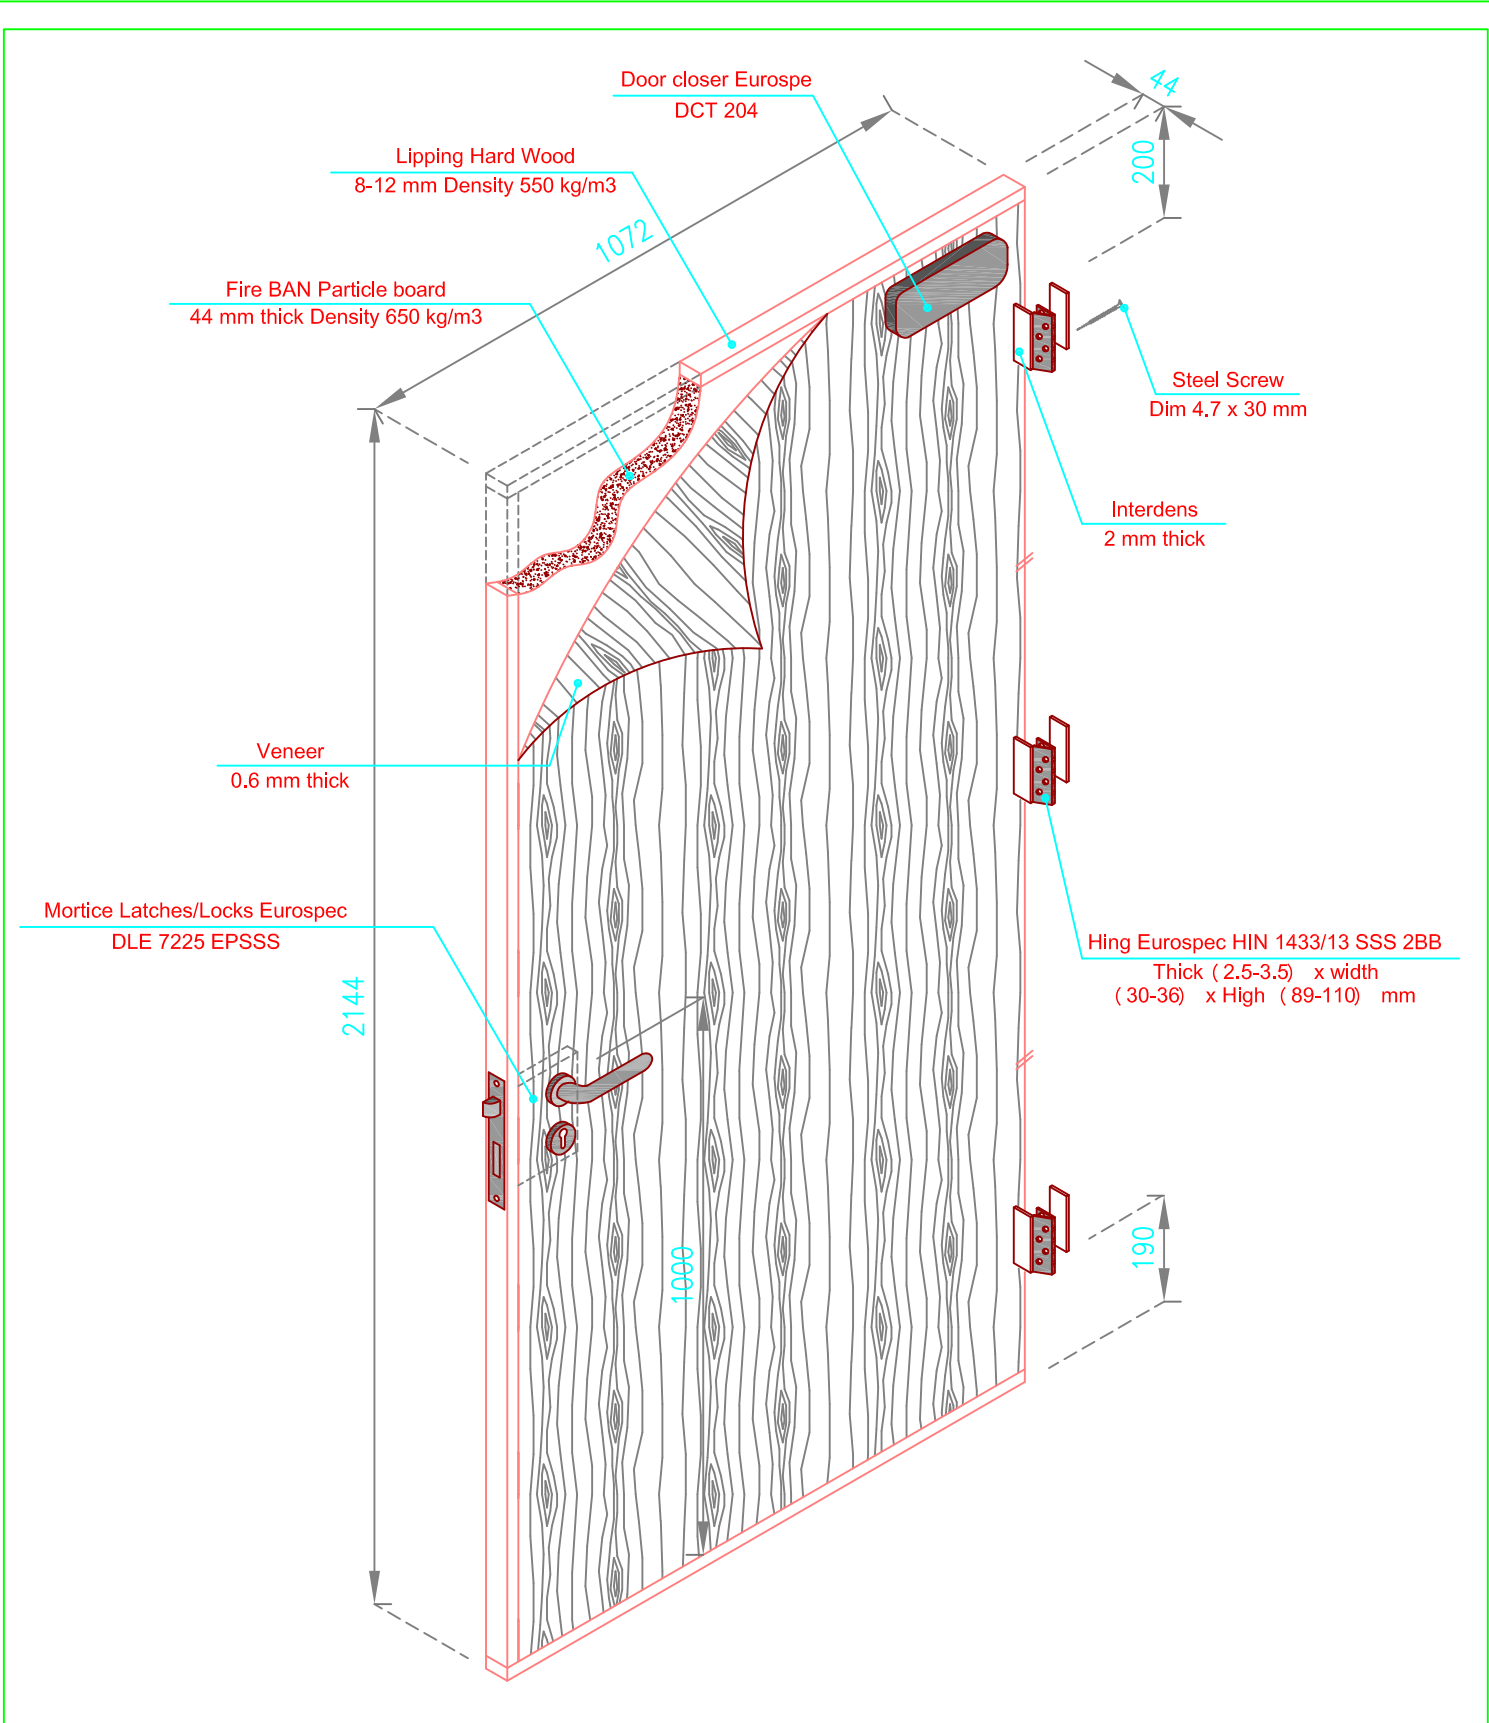 Door closer Eurospe
DCT 204
44
200
Lipping Hard Wood
8-12 mm Density 550 kg/m3
1072
Fire BAN Particle board
44 mm thick Density 650 kg/m3
Steel Screw
Dim 4.7 x 30 mm
Interdens
2 mm thick
Veneer
0.6 mm thick
Mortice Latches/Locks Eurospec
DLE 7225 EPSSS
Hing Eurospec HIN 1433/13 SSS 2BB
Thick (2.5-3.5) x width
(30-36) x High (89-110) mm
2144
1000
190